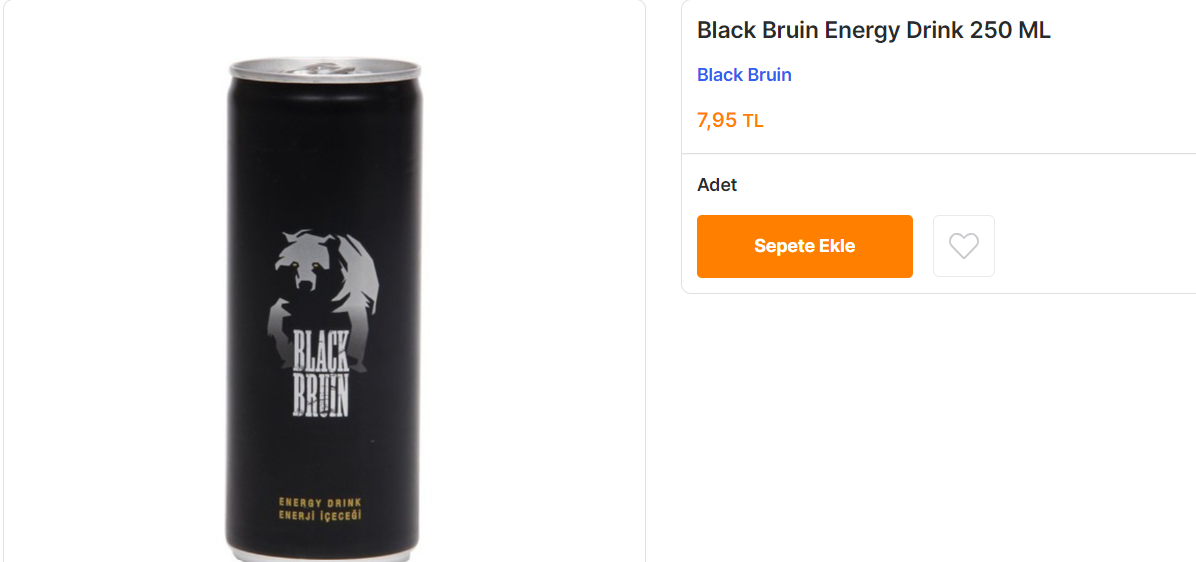 BLACK
BRUIN
ENERGY DRINK
ENERJİ İÇECEĞİ
Black Bruin Energy Drink 250 ML
Black Bruin
7,95 TL
Adet
Sepete Ekle